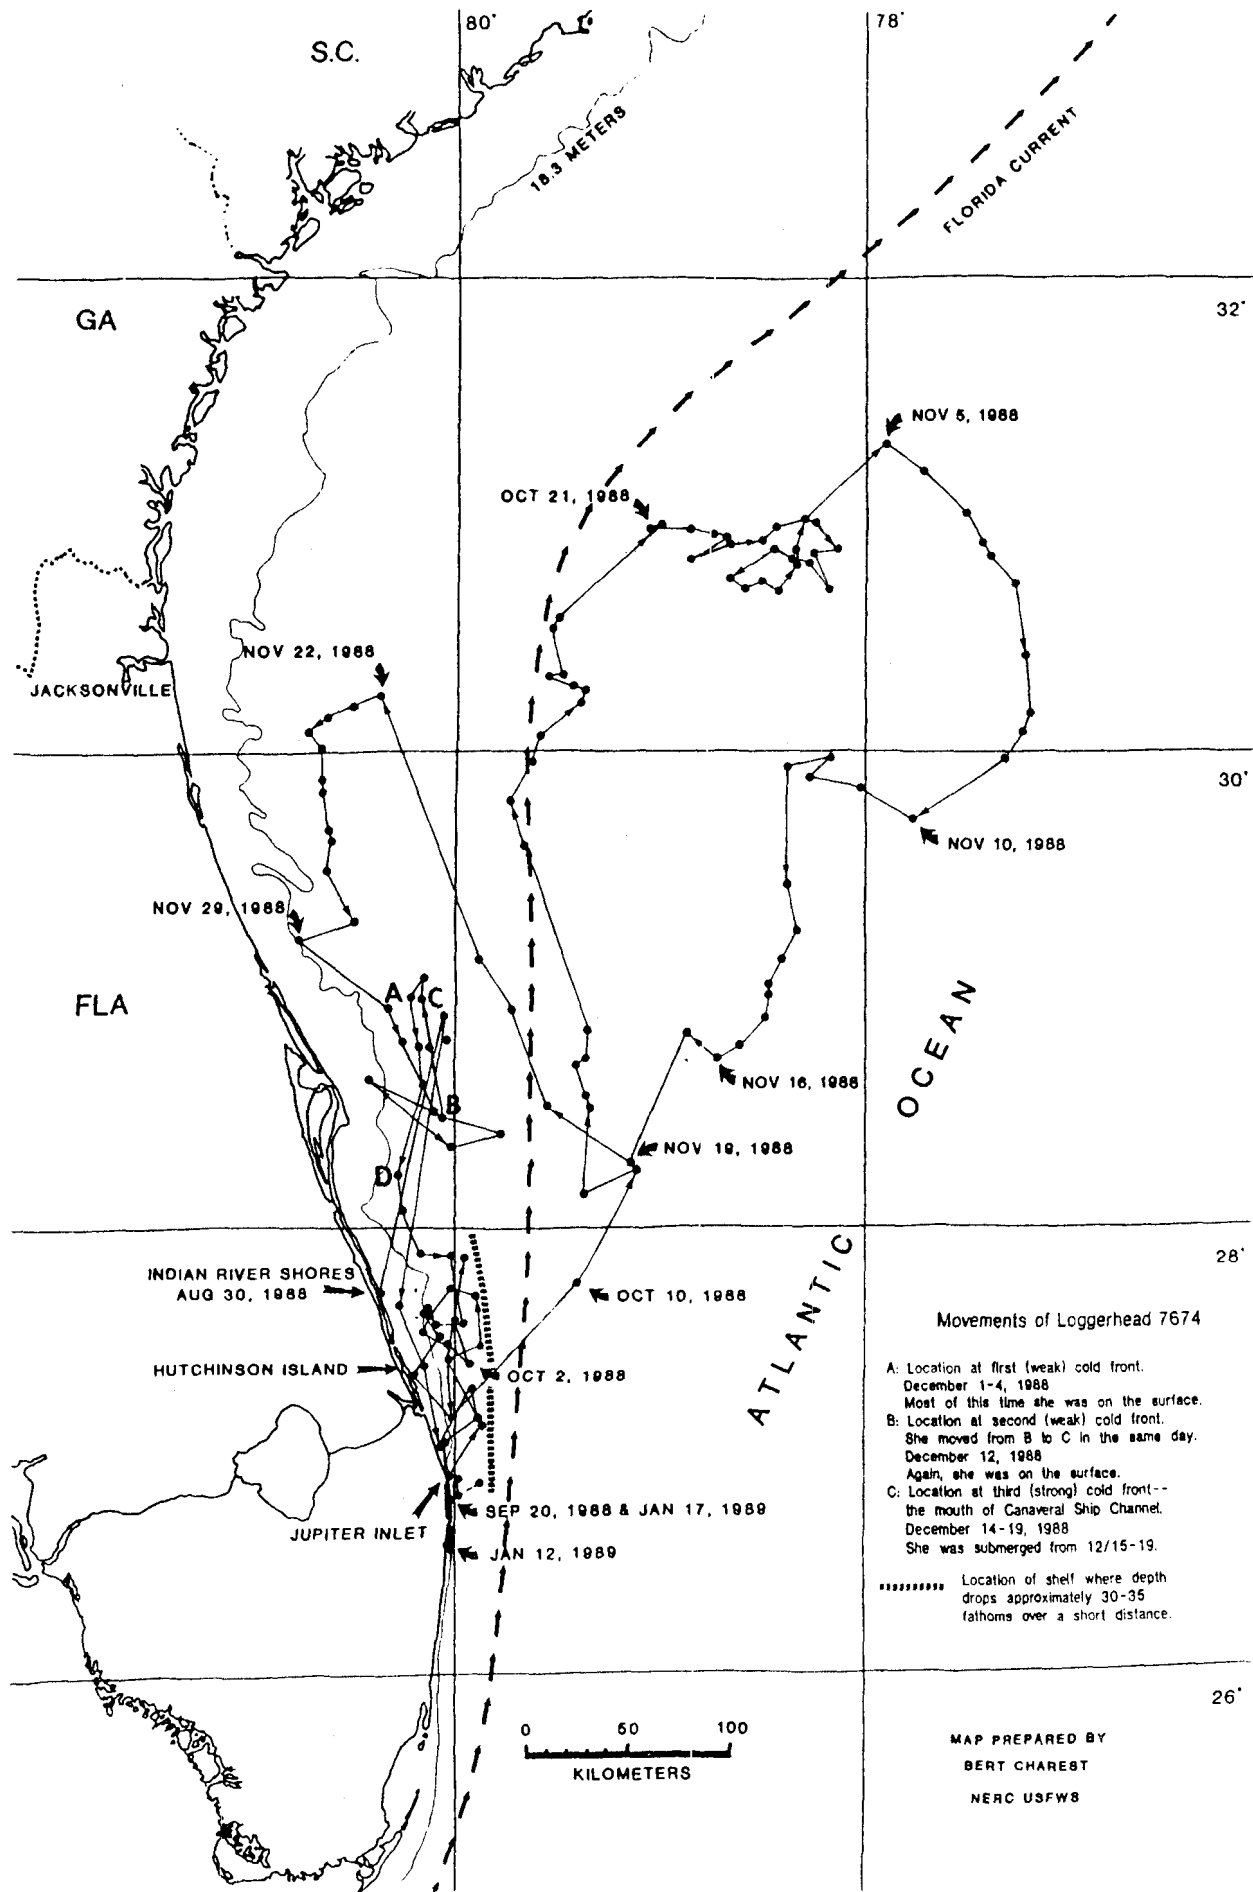 80°
78°
S.C.
18.3 METERS
FLORIDA CURRENT
GA
32°
NOV 5, 1988
OCT 21, 1988
NOV 22, 1988
JACKSONVILLE
30°
NOV 10, 1988
NOV 29, 1988
A
C
FLA
B
NOV 16, 1988
NOV 19, 1988
D
ATLANTIC OCEAN
28°
INDIAN RIVER SHORES
AUG 30, 1988
OCT 10, 1988
HUTCHINSON ISLAND
OCT 2, 1988
SEP 20, 1988 & JAN 17, 1989
JUPITER INLET
JAN 12, 1989
Movements of Loggerhead 7674
A: Location at first (weak) cold front.
December 1-4, 1988
Most of this time she was on the surface.
B: Location at second (weak) cold front.
She moved from B to C in the same day.
December 12, 1988
Again, she was on the surface.
C: Location at third (strong) cold front--
the mouth of Canaveral Ship Channel.
December 14-19, 1988
She was submerged from 12/15-19.
Location of shelf where depth
drops approximately 30-35
fathoms over a short distance.
26°
0 50 100
KILOMETERS
MAP PREPARED BY
BERT CHAREST
NERC USFWS